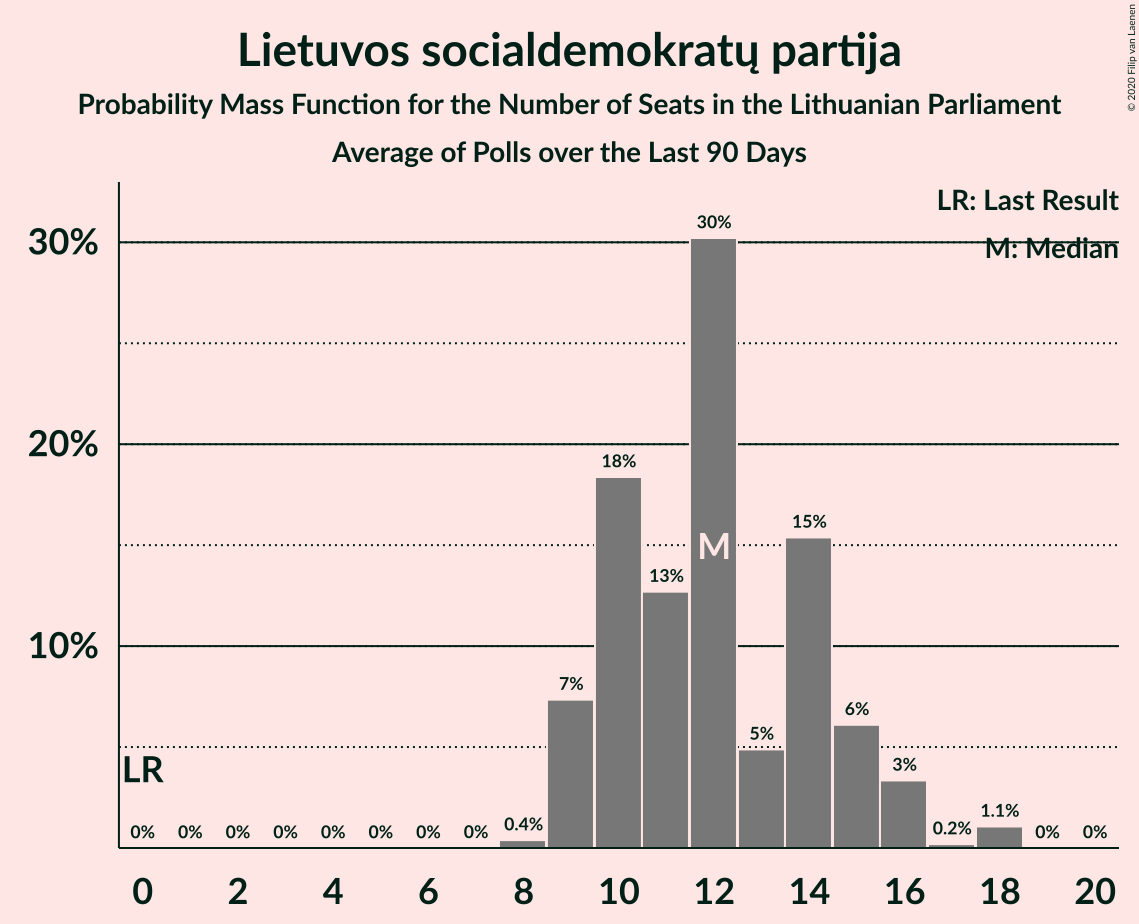 Lietuvos socialdemokratų partija
Probability Mass Function for the Number of Seats in the Lithuanian Parliament
Average of Polls over the Last 90 Days
© 2020 Filip van Laenen
LR: Last Result
M: Median
30%
20%
10%
LR
M
0% 0% 0% 0% 0% 0% 0% 0% 0.4% 7% 18% 13% 30% 5% 15% 6% 3% 0.2% 1.1% 0% 0%
0 2 4 6 8 10 12 14 16 18 20